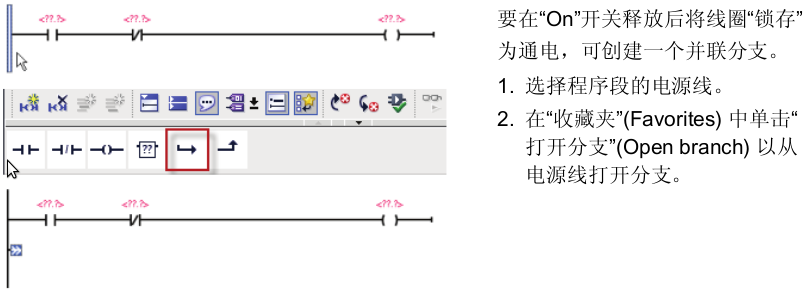 <??.?>
<??.?>
<??.?>
??
<??.?>
<??.?>
<??.?>
要在“On”开关释放后将线圈“锁存”
为通电，可创建一个并联分支。
1. 选择程序段的电源线。
2. 在“收藏夹”(Favorites) 中单击“
打开分支”(Open branch) 以从
电源线打开分支。